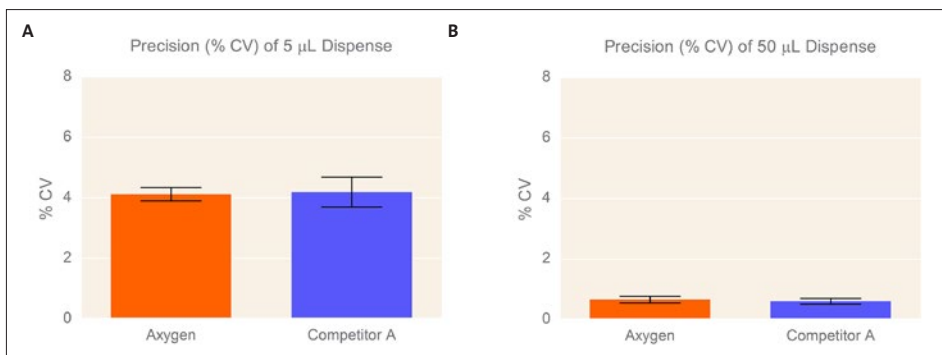 A
Precision (% CV) of 5 μL Dispense
8
6
4
2
0
% CV
Axygen
Competitor A
B
Precision (% CV) of 50 μL Dispense
8
6
4
2
0
% CV
Axygen
Competitor A